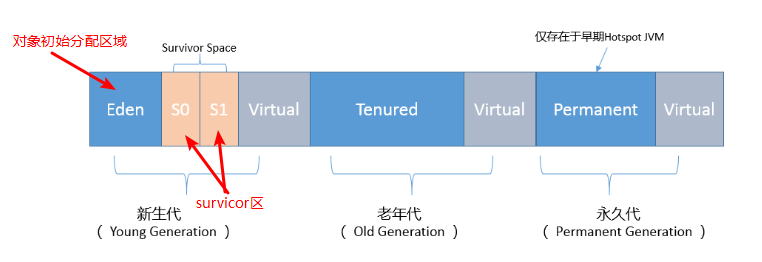 对象初始分配区域
Survivor Space
仅存在于早期Hotspot JVM
Eden
S0
S1
Virtual
Tenured
Virtual
Permanent
Virtual
survicor区
新生代
( Young Generation )
老年代
( Old Generation )
永久代
( Permanent Generation )